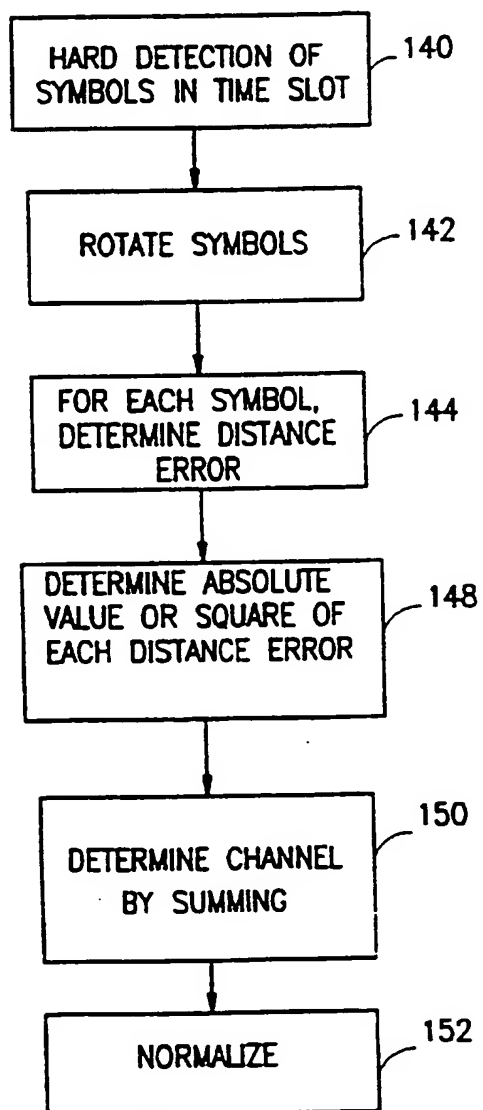 HARD DETECTION OF
SYMBOLS IN TIME SLOT
140
ROTATE SYMBOLS
142
FOR EACH SYMBOL,
DETERMINE DISTANCE
ERROR
144
DETERMINE ABSOLUTE
VALUE OR SQUARE OF
EACH DISTANCE ERROR
148
DETERMINE CHANNEL
BY SUMMING
150
NORMALIZE
152